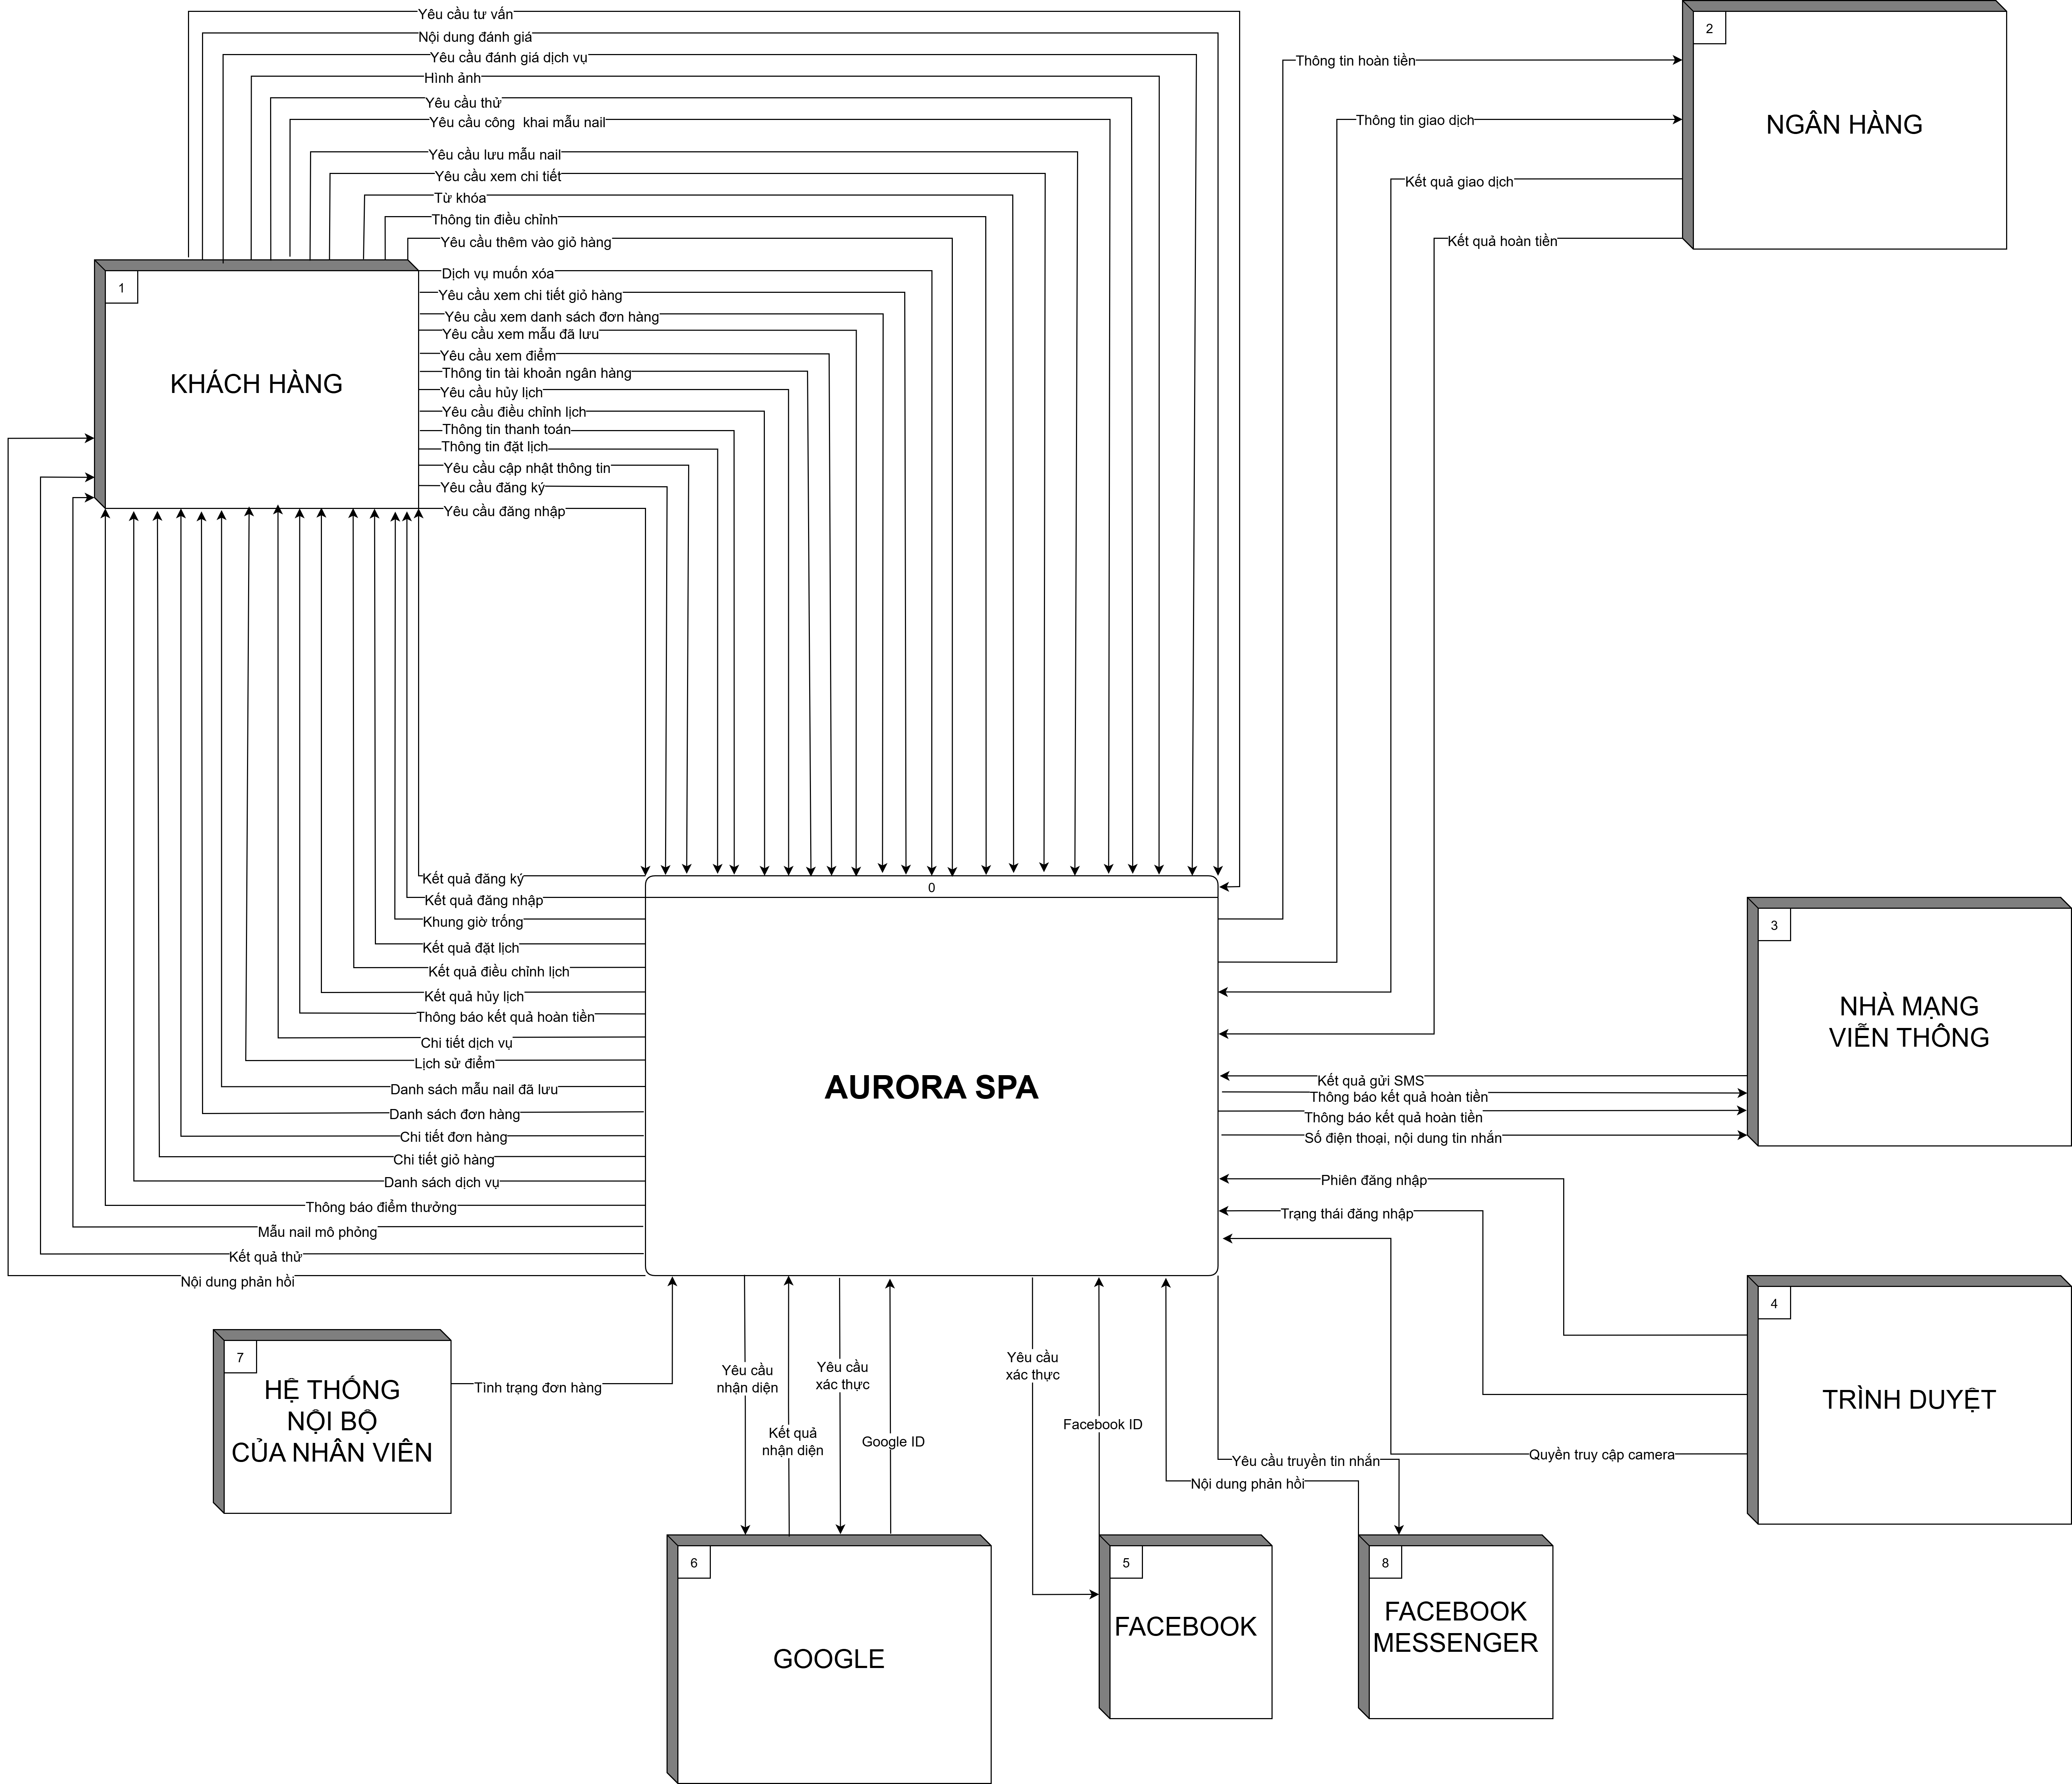 Yêu cầu tư vấn
Nội dung đánh giá
Yêu cầu đánh giá dịch vụ
Hình ảnh
Yêu cầu thử
Yêu cầu công  khai mẫu nail
Yêu cầu lưu mẫu nail
Yêu cầu xem chi tiết
Từ khóa
Thông tin điều chỉnh
Yêu cầu thêm vào giỏ hàng
Dịch vụ muốn xóa
Yêu cầu xem chi tiết giỏ hàng
Yêu cầu xem danh sách đơn hàng
Yêu cầu xem mẫu đã lưu
Yêu cầu xem điểm
Thông tin tài khoản ngân hàng
Yêu cầu hủy lịch
Yêu cầu điều chỉnh lịch
Thông tin thanh toán
Thông tin đặt lịch
Yêu cầu cập nhật thông tin
Yêu cầu đăng ký
Yêu cầu đăng nhập
1
KHÁCH HÀNG
2
NGÂN HÀNG
Thông tin hoàn tiền
Thông tin giao dịch
Kết quả giao dịch
Kết quả hoàn tiền
0
AURORA SPA
Kết quả đăng ký
Kết quả đăng nhập
Khung giờ trống
Kết quả đặt lịch
Kết quả điều chỉnh lịch
Kết quả hủy lịch
Thông báo kết quả hoàn tiền
Chi tiết dịch vụ
Lịch sử điểm
Danh sách mẫu nail đã lưu
Danh sách đơn hàng
Chi tiết đơn hàng
Chi tiết giỏ hàng
Danh sách dịch vụ
Thông báo điểm thưởng
Mẫu nail mô phỏng
Kết quả thử
Nội dung phản hồi
3
NHÀ MẠNG
VIỄN THÔNG
Kết quả gửi SMS
Thông báo kết quả hoàn tiền
Thông báo kết quả hoàn tiền
Số điện thoại, nội dung tin nhắn
Phiên đăng nhập
Trạng thái đăng nhập
Quyền truy cập camera
4
TRÌNH DUYỆT
7
HỆ THỐNG
NỘI BỘ
CỦA NHÂN VIÊN
Tình trạng đơn hàng
Yêu cầu
nhận diện
Kết quả
nhận diện
Yêu cầu
xác thực
Google ID
Yêu cầu
xác thực
Facebook ID
Yêu cầu truyền tin nhắn
Nội dung phản hồi
6
GOOGLE
5
FACEBOOK
8
FACEBOOK
MESSENGER